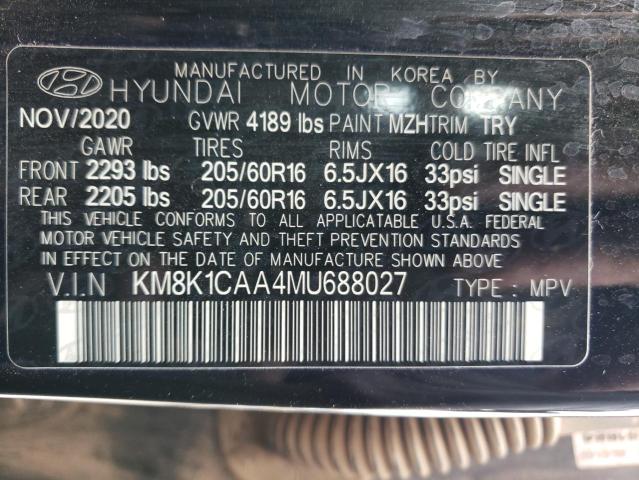 MANUFACTURED IN KOREA BY
HYUNDAI MOTOR COMPANY
NOV/2020 GVWR 4189 lbs PAINT MZH TRIM TRY
GAWR TIRES RIMS COLD TIRE INFL
FRONT 2293 lbs 205/60R16 6.5JX16 33psi SINGLE
REAR 2205 lbs 205/60R16 6.5JX16 33psi SINGLE
THIS VEHICLE CONFORMS TO ALL APPLICATABLE U.S.A FEDERAL
MOTOR VEHICLE SAFETY AND THEFT PREVENTION STANDARDS
IN EFFECT ON THE DATE OF MANUFACTURE SHOWN ABOVE
V.I.N : KM8K1CAA4MU688027 TYPE : MPV